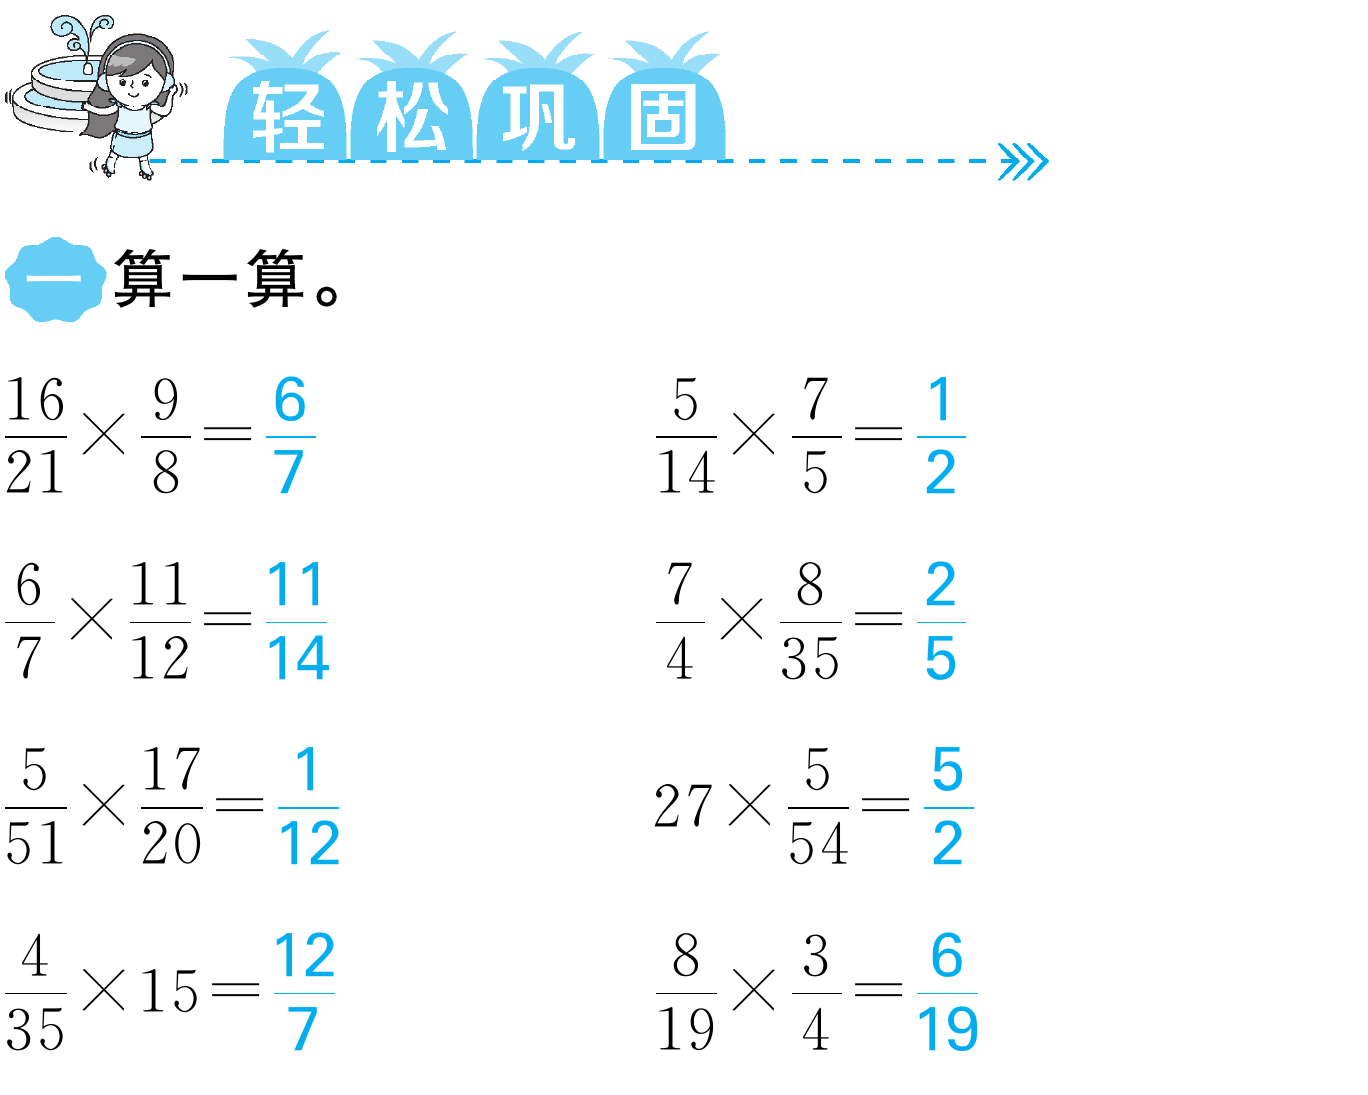 轻松巩固
一 算一算。
16/21 × 9/8 = 6/7    5/14 × 7/5 = 1/2
6/7 × 11/12 = 11/14    7/4 × 8/35 = 2/5
5/51 × 17/20 = 1/12    27 × 5/54 = 5/2
4/35 × 15 = 12/7    8/19 × 3/4 = 6/19